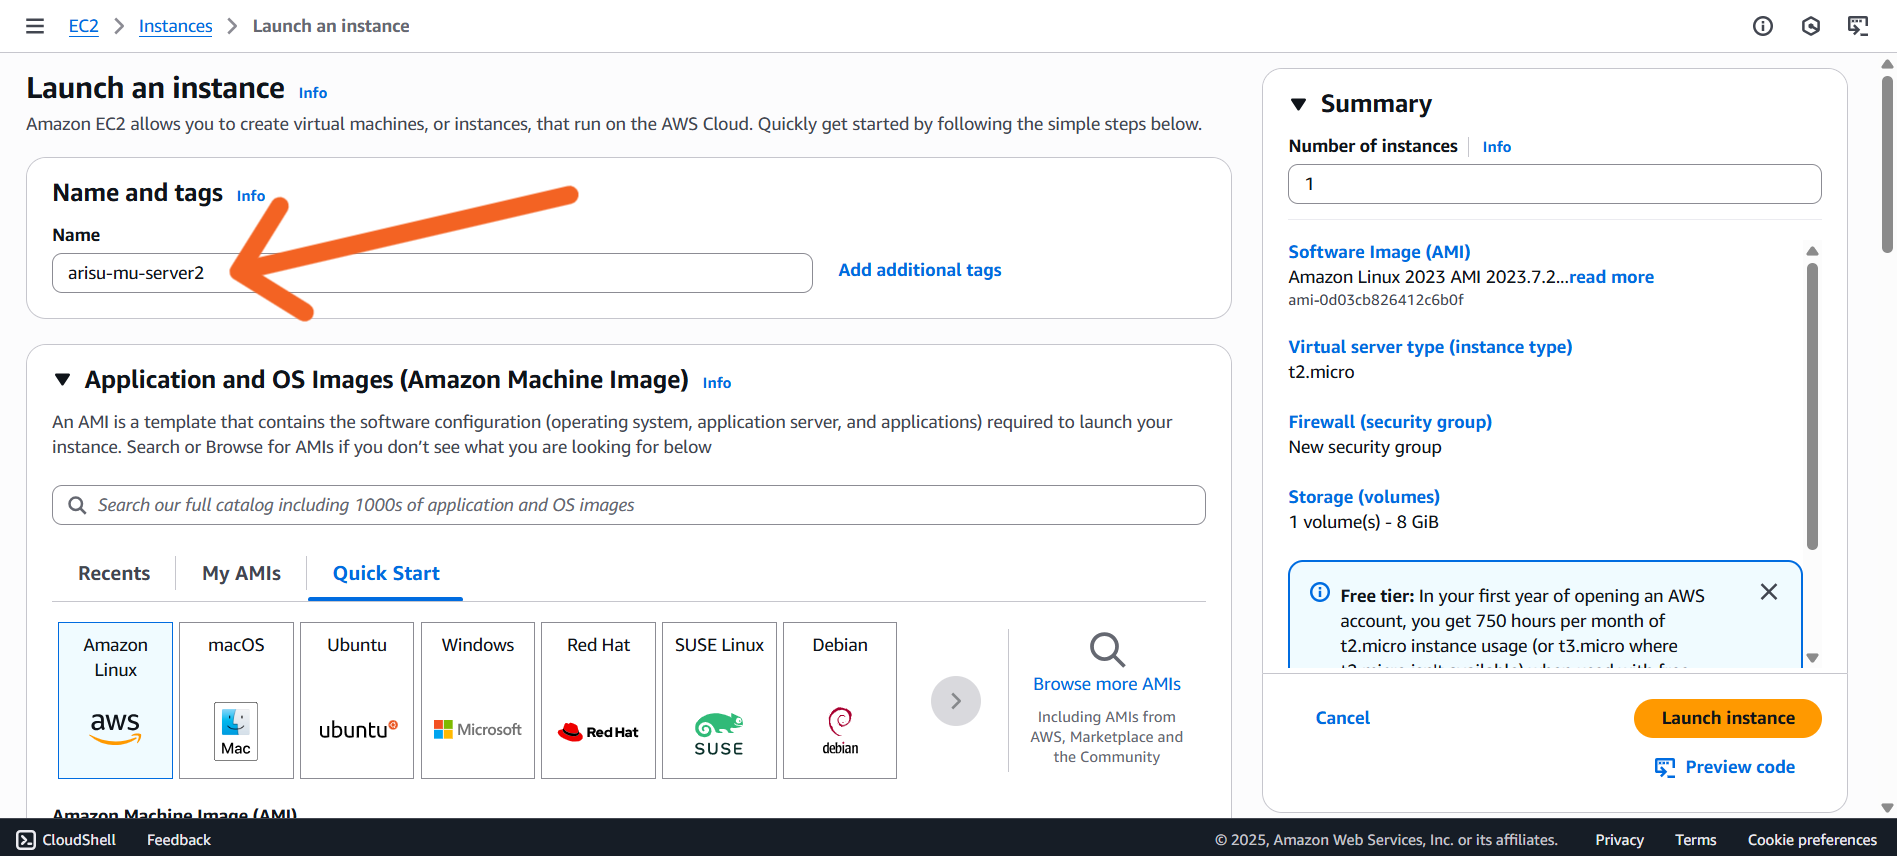 EC2 > Instances > Launch an instance
Launch an instance Info
Amazon EC2 allows you to create virtual machines, or instances, that run on the AWS Cloud. Quickly get started by following the simple steps below.
Name and tags Info
Name
arisu-mu-server2
Add additional tags
Application and OS Images (Amazon Machine Image) Info
An AMI is a template that contains the software configuration (operating system, application server, and applications) required to launch your
instance. Search or Browse for AMIs if you don't see what you are looking for below
Search our full catalog including 1000s of application and OS images
Recents My AMIs Quick Start
Amazon
Linux
aws
macOS
Mac
Ubuntu
ubuntu
Windows
Microsoft
Red Hat
Red Hat
SUSE Linux
SUSE
Debian
debian
Browse more AMIs
Including AMIs from
AWS, Marketplace and
the Community
Amazon Machine Image (AMI)
Summary
Number of instances Info
1
Software Image (AMI)
Amazon Linux 2023 AMI 2023.7.2...read more
ami-0d03cb826412c6b0f
Virtual server type (instance type)
t2.micro
Firewall (security group)
New security group
Storage (volumes)
1 volume(s) - 8 GiB
Free tier: In your first year of opening an AWS
account, you get 750 hours per month of
t2.micro instance usage (or t3.micro where
t2.micro isn't available) when used with free
Cancel
Launch instance
Preview code
CloudShell Feedback
© 2025, Amazon Web Services, Inc. or its affiliates. Privacy Terms Cookie preferences